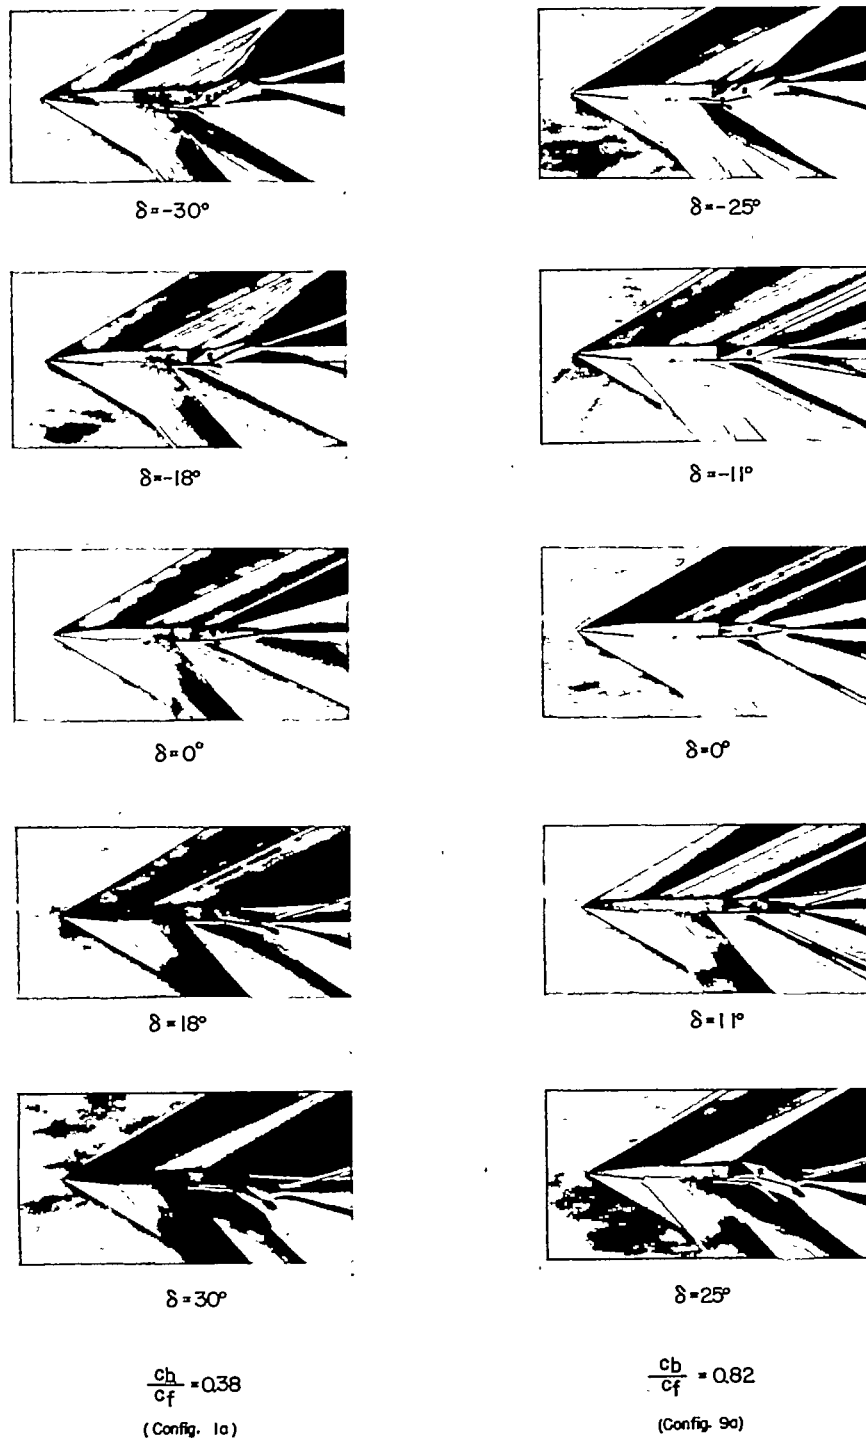 δ=-30° δ=-25°
δ=-18° δ=-11°
δ=0° δ=0°
δ=18° δ=11°
δ=30° δ=25°
cb/cf = 0.38 cb/cf = 0.82
(Config. 1a) (Config. 9a)